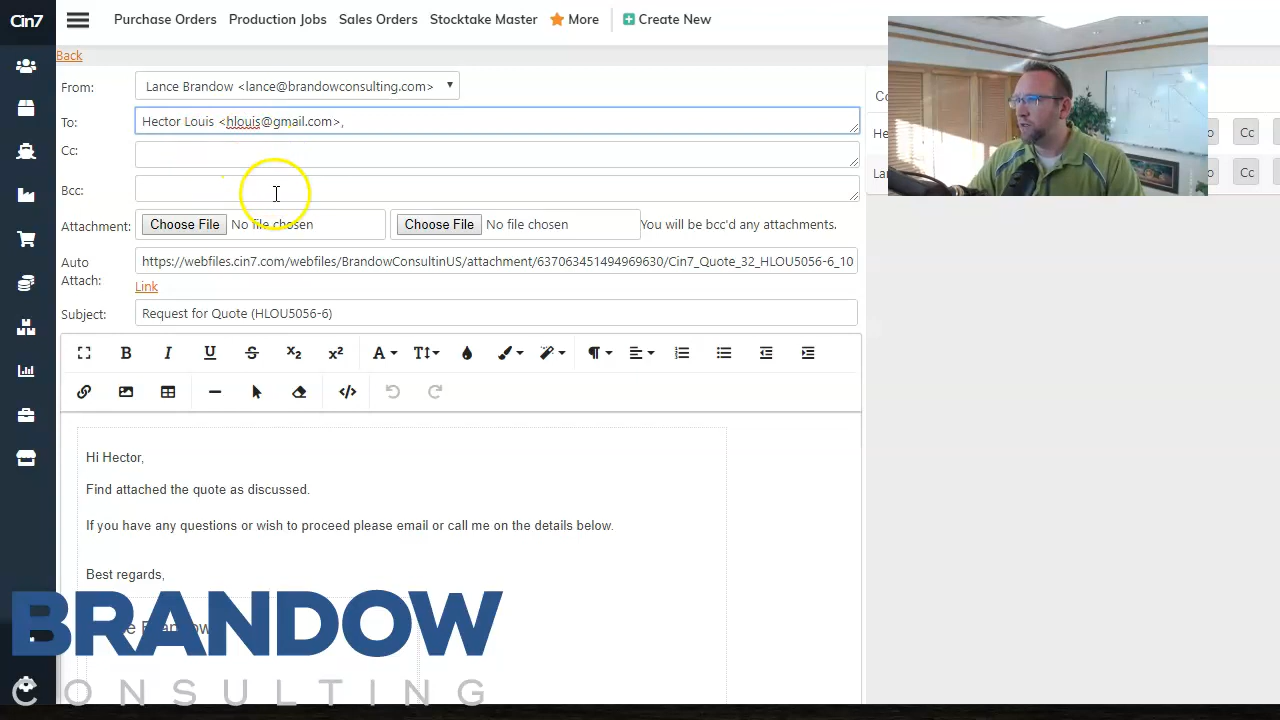 Cin7
Purchase Orders Production Jobs Sales Orders Stocktake Master More Create New
Back
From: Lance Brandow <lance@brandowconsulting.com>
To: Hector Louis <hlouis@gmail.com>,
Cc:
Cc
Cc
Bcc:
Attachment: Choose File No file chosen Choose File No file chosen You will be bcc'd any attachments.
Auto Attach: https://webfiles.cin7.com/webfiles/BrandowConsultinUS/attachment/637063451494969630/Cin7_Quote_32_HLOU5056-6_10
Link
Subject: Request for Quote (HLOU5056-6)
Hi Hector,
Find attached the quote as discussed.
If you have any questions or wish to proceed please email or call me on the details below.
Best regards,
BRANDOW
CONSULTING